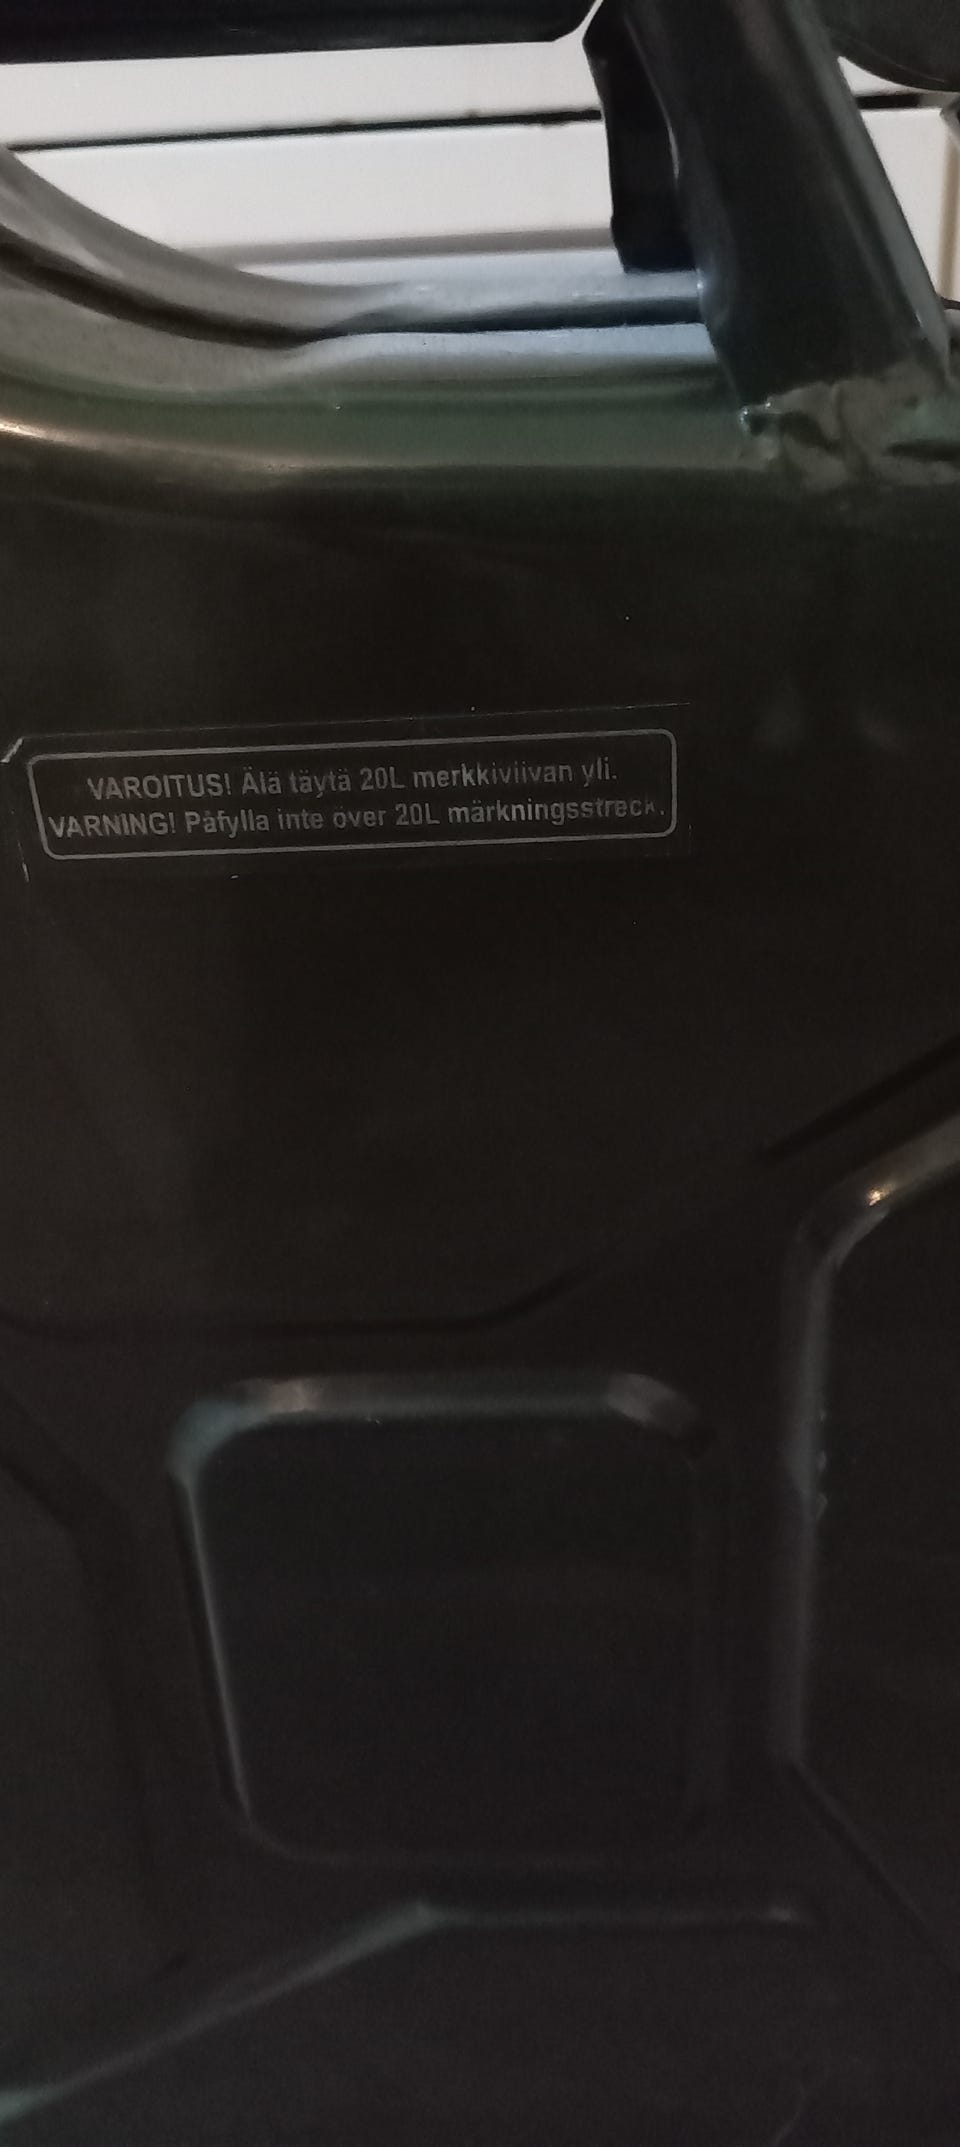 VAROITUS! Älä täytä 20L merkkiviivan yli.
VARNING! Påfylla inte över 20L märkningsstreck.